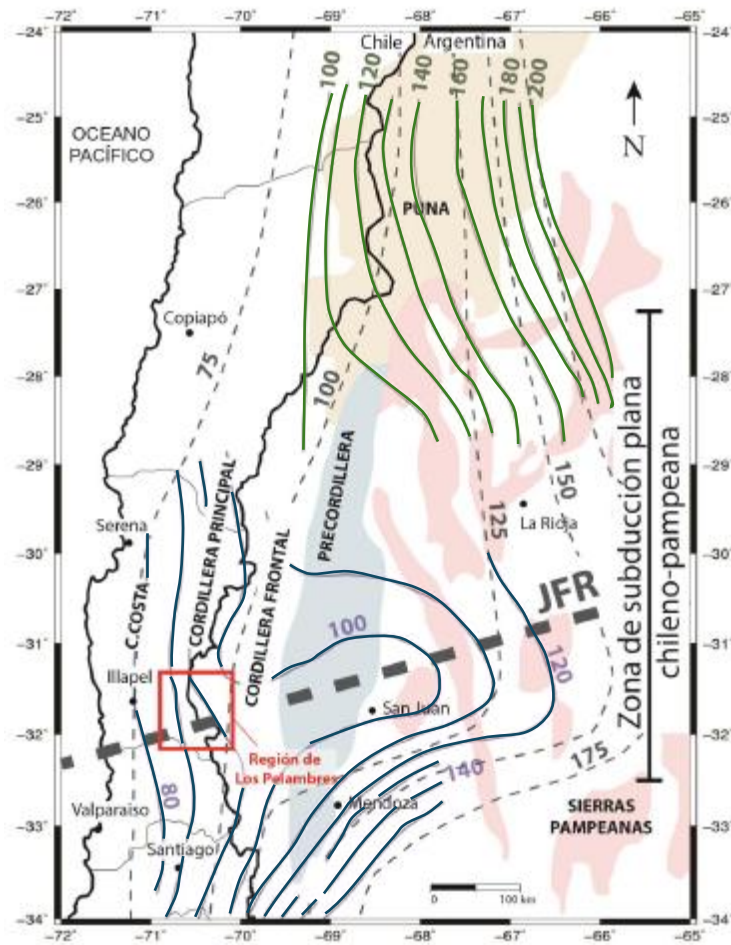 −72 −71 −70 −69 −68 −67 −66 −65
−24 −24
Chile Argentina
100 120 140 160 180 200
−25 −25
OCEANO
PACÍFICO
N
−26 −26
PUNA
−27 −27
Copiapó
75
−28 −28
100
−29 −29
PRECORDILLERA
CORDILLERA PRINCIPAL
150
La Rioja
125
Serena
−30 −30
CORDILLERA FRONTAL
C.COSTA
JFR
Zona de subducción plana
chileno-pampeana
100
−31 −31
120
Illapel
San Juan
−32 −32
Región de
Los Pelambres
175
140
80
Valparaiso
Mendoza
SIERRAS
PAMPEANAS
−33 −33
Santiago
0 100 km
−34 −34
−72 −71 −70 −69 −68 −67 −66 −65